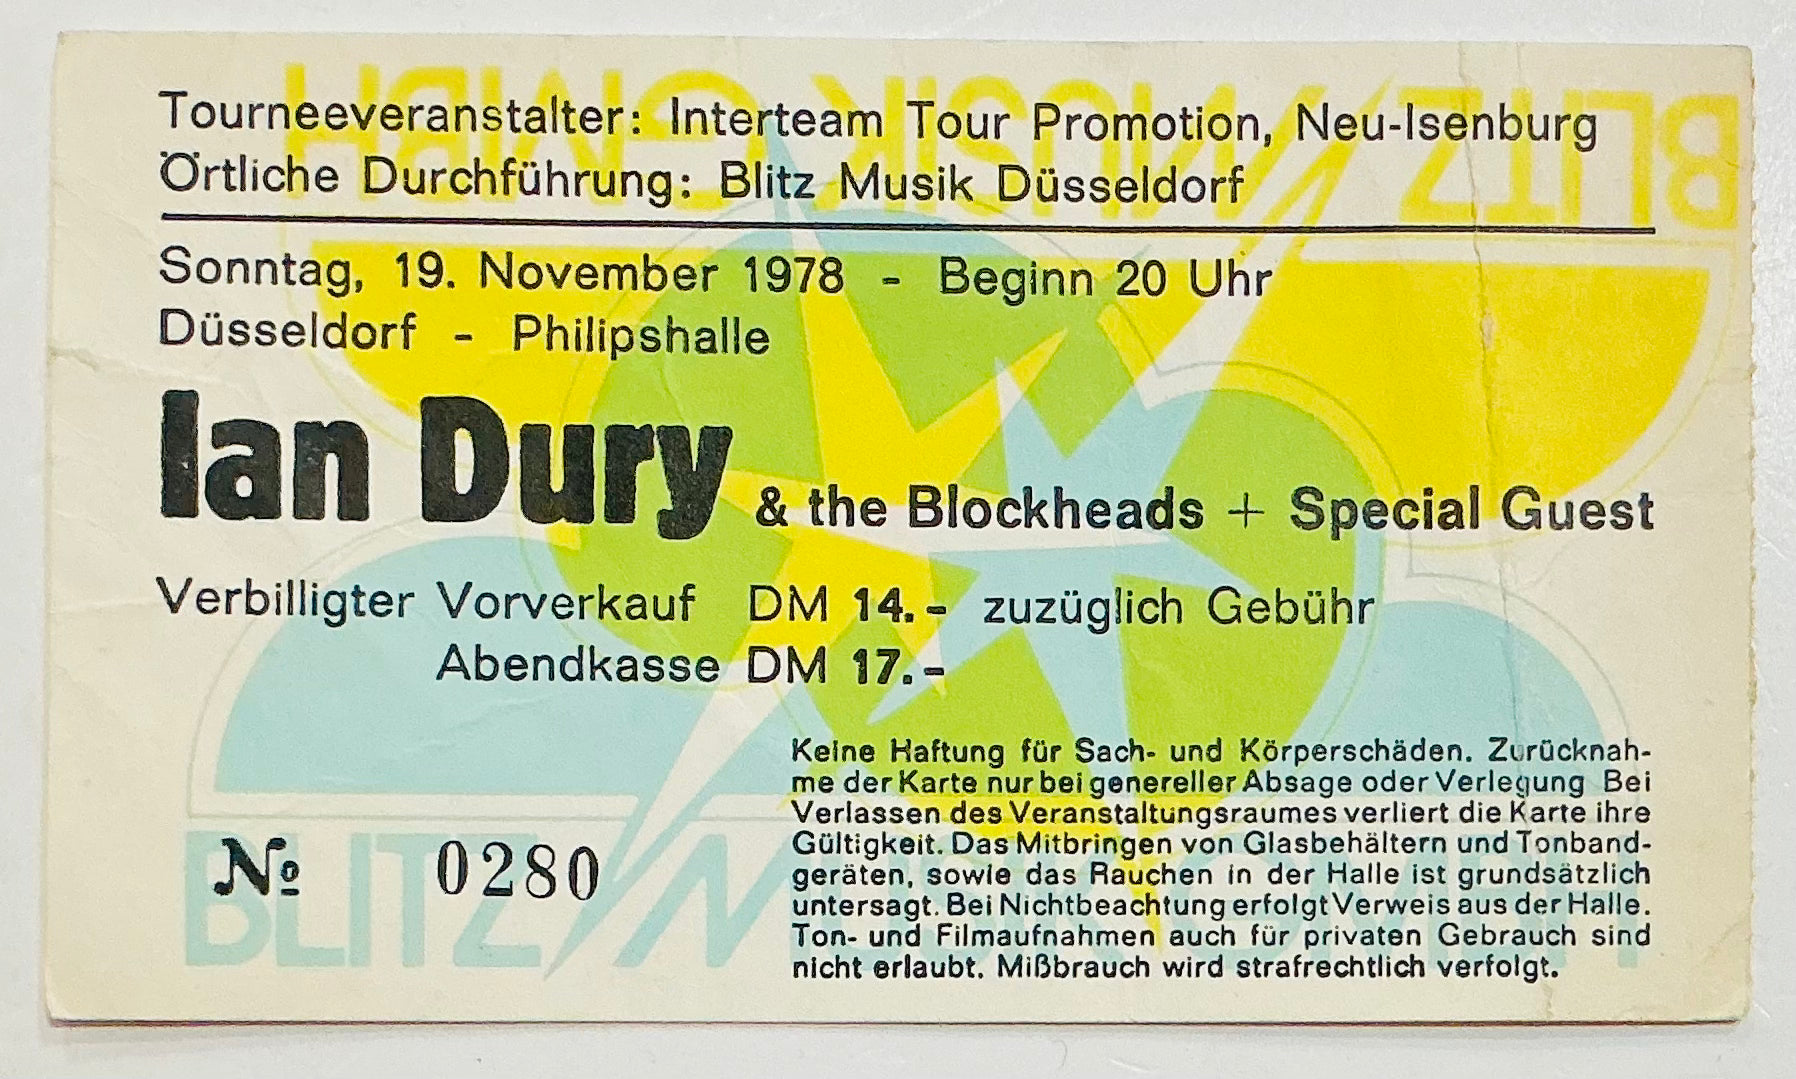 Tourneeveranstalter: Interteam Tour Promotion, Neu-Isenburg
Örtliche Durchführung: Blitz Musik Düsseldorf
Sonntag, 19. November 1978 - Beginn 20 Uhr
Düsseldorf - Philipshalle
Ian Dury & the Blockheads + Special Guest
Verbilligter Vorverkauf DM 14.- zuzüglich Gebühr
Abendkasse DM 17.-
Keine Haftung für Sach- und Körperschäden. Zurücknah-
me der Karte nur bei genereller Absage oder Verlegung Bei
Verlassen des Veranstaltungsraumes verliert die Karte ihre
Gültigkeit. Das Mitbringen von Glasbehältern und Tonband-
geräten, sowie das Rauchen in der Halle ist grundsätzlich
untersagt. Bei Nichtbeachtung erfolgt Verweis aus der Halle.
Ton- und Filmaufnahmen auch für privaten Gebrauch sind
nicht erlaubt. Mißbrauch wird strafrechtlich verfolgt.
№ 0280
BLITZ MUSIK GMBH
BLITZ MUSIK GMBH